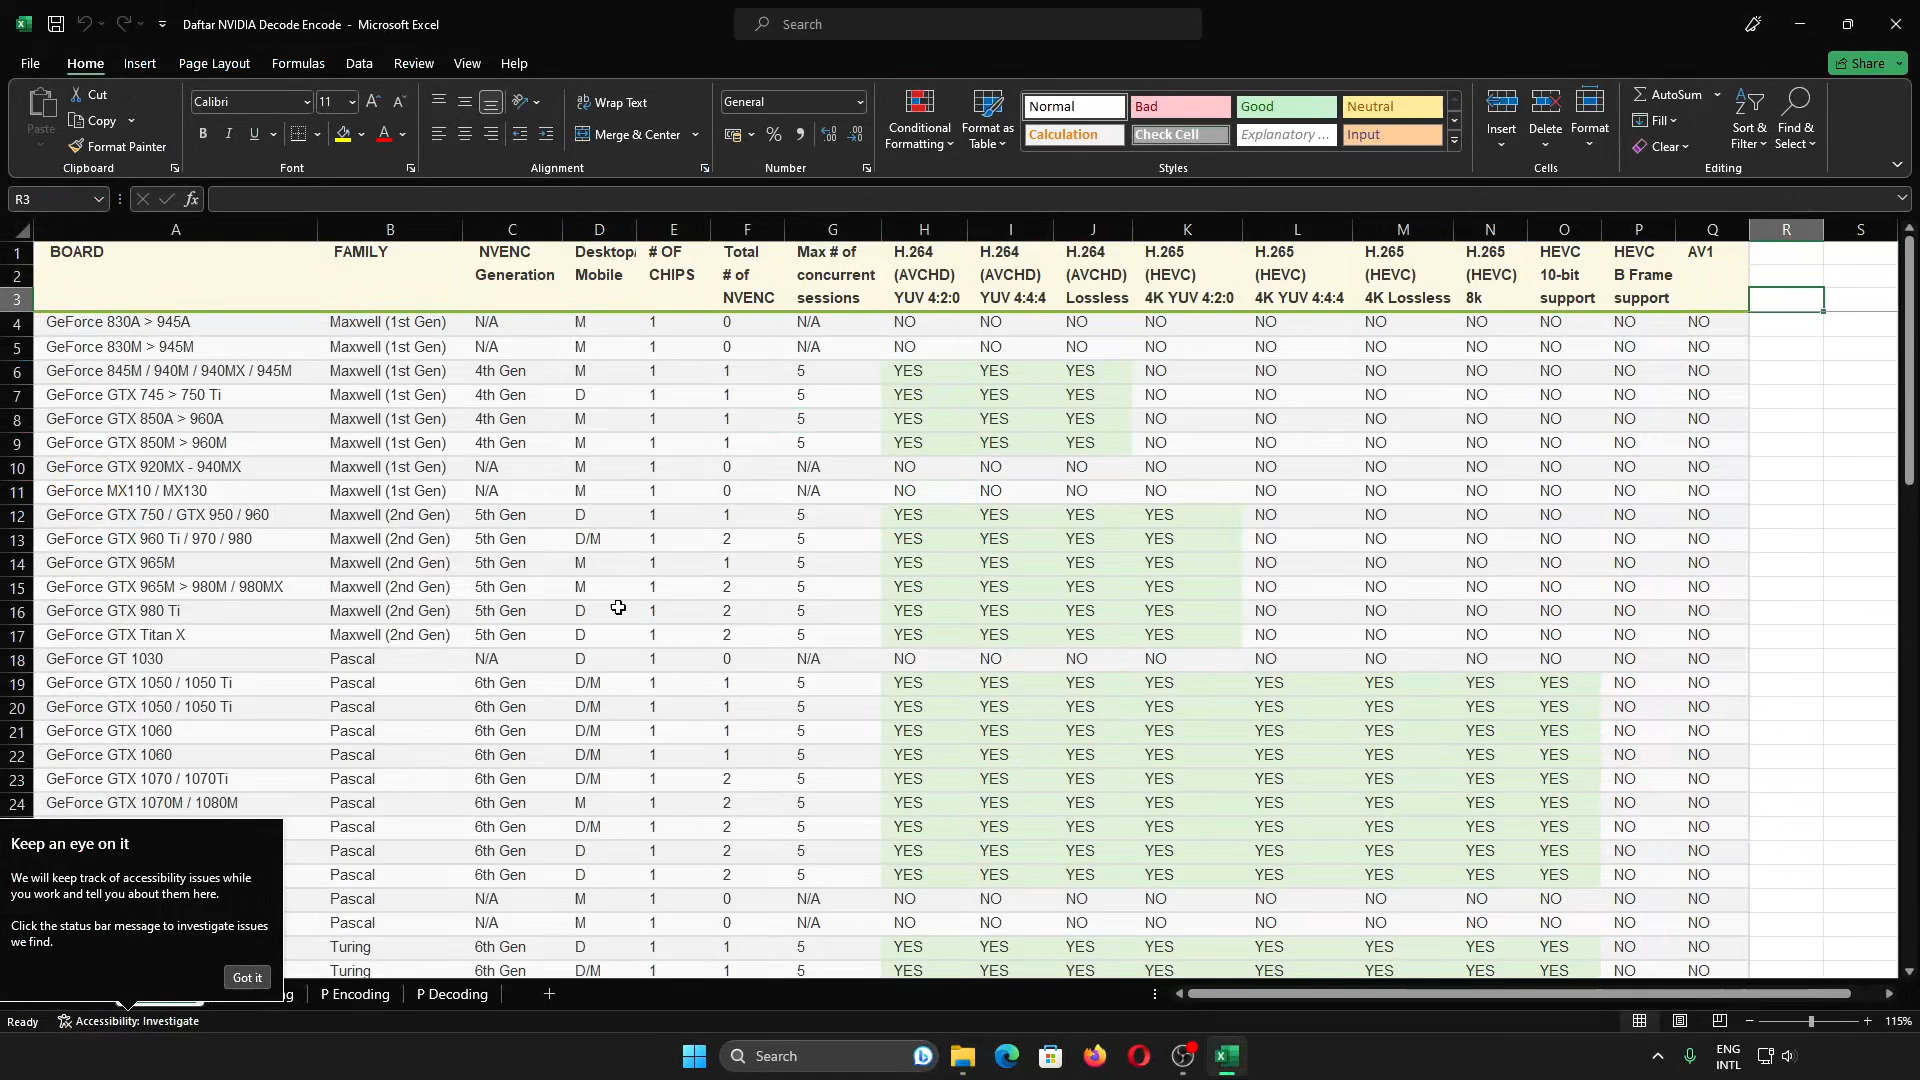 Daftar NVIDIA Decode Encode - Microsoft Excel
Search
File Home Insert Page Layout Formulas Data Review View Help
Share
Paste
Cut
Copy
Format Painter
Clipboard
Calibri 11
B I U
Font
Wrap Text
Merge & Center
Alignment
General
Number
Conditional Formatting
Format as Table
Normal Bad Good Neutral
Calculation Check Cell Explanatory ... Input
Styles
Insert Delete Format
Cells
AutoSum
Fill
Clear
Sort & Filter
Find & Select
Editing
R3
fx
A B C D E F G H I J K L M N O P Q R S
1 BOARD FAMILY NVENC Desktop/ # OF Total Max # of H.264 H.264 H.264 H.265 H.265 H.265 H.265 HEVC HEVC AV1
2 Generation Mobile CHIPS # of concurrent (AVCHD) (AVCHD) (AVCHD) (HEVC) (HEVC) (HEVC) (HEVC) 10-bit B Frame
3 NVENC sessions YUV 4:2:0 YUV 4:4:4 Lossless 4K YUV 4:2:0 4K YUV 4:4:4 4K Lossless 8k support support
4 GeForce 830A > 945A Maxwell (1st Gen) N/A M 1 0 N/A NO NO NO NO NO NO NO NO NO NO
5 GeForce 830M > 945M Maxwell (1st Gen) N/A M 1 0 N/A NO NO NO NO NO NO NO NO NO NO
6 GeForce 845M / 940M / 940MX / 945M Maxwell (1st Gen) 4th Gen M 1 1 5 YES YES YES NO NO NO NO NO NO NO
7 GeForce GTX 745 > 750 Ti Maxwell (1st Gen) 4th Gen D 1 1 5 YES YES YES NO NO NO NO NO NO NO
8 GeForce GTX 850A > 960A Maxwell (1st Gen) 4th Gen M 1 1 5 YES YES YES NO NO NO NO NO NO NO
9 GeForce GTX 850M > 960M Maxwell (1st Gen) 4th Gen M 1 1 5 YES YES YES NO NO NO NO NO NO NO
10 GeForce GTX 920MX - 940MX Maxwell (1st Gen) N/A M 1 0 N/A NO NO NO NO NO NO NO NO NO NO
11 GeForce MX110 / MX130 Maxwell (1st Gen) N/A M 1 0 N/A NO NO NO NO NO NO NO NO NO NO
12 GeForce GTX 750 / GTX 950 / 960 Maxwell (2nd Gen) 5th Gen D 1 1 5 YES YES YES YES NO NO NO NO NO NO
13 GeForce GTX 960 Ti / 970 / 980 Maxwell (2nd Gen) 5th Gen D/M 1 2 5 YES YES YES YES NO NO NO NO NO NO
14 GeForce GTX 965M Maxwell (2nd Gen) 5th Gen M 1 1 5 YES YES YES YES NO NO NO NO NO NO
15 GeForce GTX 965M > 980M / 980MX Maxwell (2nd Gen) 5th Gen M 1 2 5 YES YES YES YES NO NO NO NO NO NO
16 GeForce GTX 980 Ti Maxwell (2nd Gen) 5th Gen D 1 2 5 YES YES YES YES NO NO NO NO NO NO
17 GeForce GTX Titan X Maxwell (2nd Gen) 5th Gen D 1 2 5 YES YES YES YES NO NO NO NO NO NO
18 GeForce GT 1030 Pascal N/A D 1 0 N/A NO NO NO NO NO NO NO NO NO NO
19 GeForce GTX 1050 / 1050 Ti Pascal 6th Gen D/M 1 1 5 YES YES YES YES YES YES YES YES NO NO
20 GeForce GTX 1050 / 1050 Ti Pascal 6th Gen D/M 1 1 5 YES YES YES YES YES YES YES YES NO NO
21 GeForce GTX 1060 Pascal 6th Gen D/M 1 1 5 YES YES YES YES YES YES YES YES NO NO
22 GeForce GTX 1060 Pascal 6th Gen D/M 1 1 5 YES YES YES YES YES YES YES YES NO NO
23 GeForce GTX 1070 / 1070Ti Pascal 6th Gen D/M 1 2 5 YES YES YES YES YES YES YES YES NO NO
24 GeForce GTX 1070M / 1080M Pascal 6th Gen M 1 2 5 YES YES YES YES YES YES YES YES NO NO
Pascal 6th Gen D/M 1 2 5 YES YES YES YES YES YES YES YES NO NO
Pascal 6th Gen D 1 2 5 YES YES YES YES YES YES YES YES NO NO
Pascal 6th Gen D 1 2 5 YES YES YES YES YES YES YES YES NO NO
Pascal N/A M 1 0 N/A NO NO NO NO NO NO NO NO NO NO
Pascal N/A M 1 0 N/A NO NO NO NO NO NO NO NO NO NO
Turing 6th Gen D 1 1 5 YES YES YES YES YES YES YES YES NO NO
Turing 6th Gen D/M 1 1 5 YES YES YES YES YES YES YES YES NO NO
Keep an eye on it
We will keep track of accessibility issues while
you work and tell you about them here.
Click the status bar message to investigate issues
we find.
Got it
P Encoding P Decoding
Ready Accessibility: Investigate
115%
Search
ENG
INTL